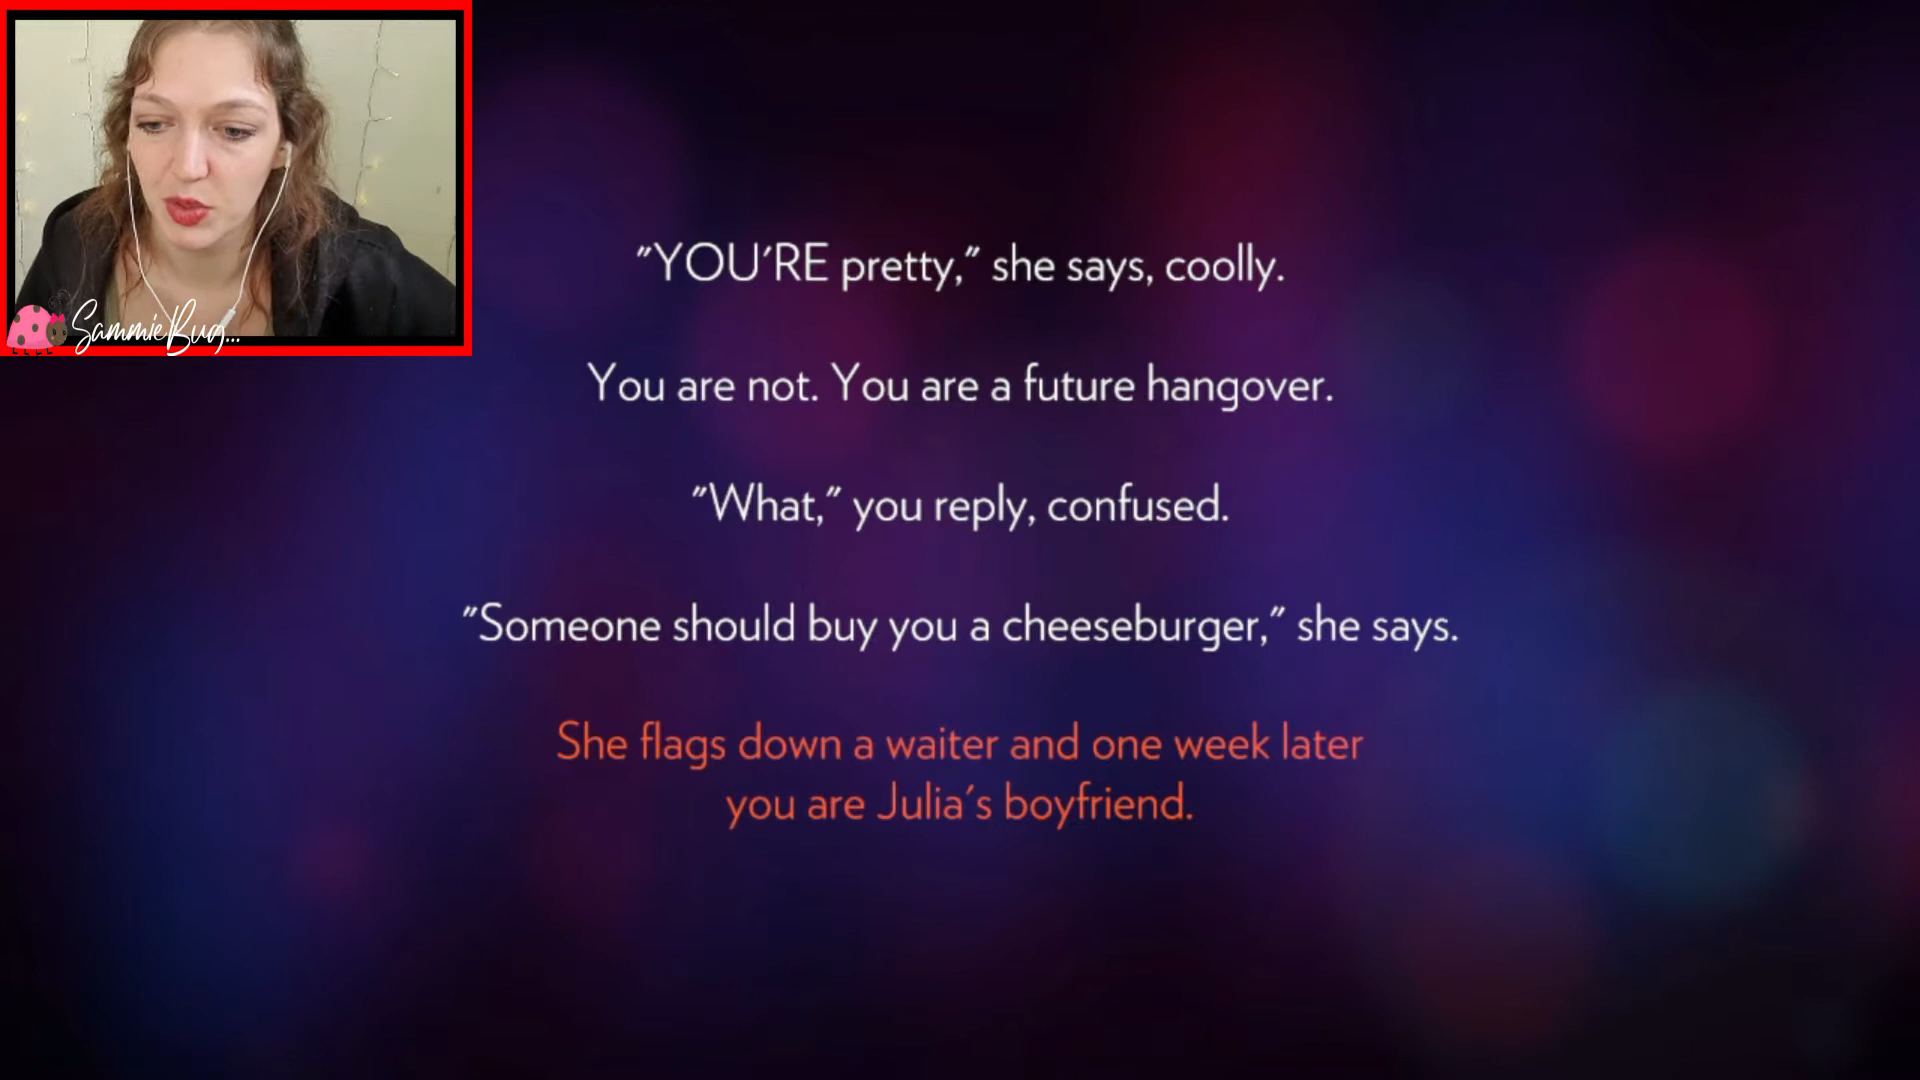 SammieBug...
"YOU'RE pretty," she says, coolly.
You are not. You are a future hangover.
"What," you reply, confused.
"Someone should buy you a cheeseburger," she says.
She flags down a waiter and one week later
you are Julia's boyfriend.